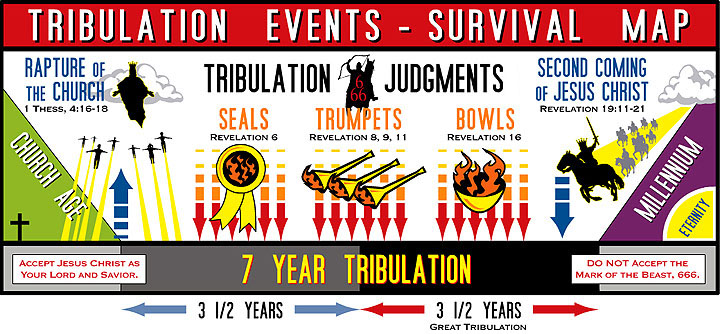 TRIBULATION EVENTS - SURVIVAL MAP
RAPTURE OF
THE CHURCH
1 THESS, 4:16-18
TRIBULATION JUDGMENTS
6
66
SEALS
REVELATION 6
TRUMPETS
REVELATION 8, 9, 11
BOWLS
REVELATION 16
SECOND COMING
OF JESUS CHRIST
REVELATION 19:11-21
CHURCH AGE
MILLENNIUM
ETERNITY
ACCEPT JESUS CHRIST AS
YOUR LORD AND SAVIOR.
7 YEAR TRIBULATION
DO NOT ACCEPT THE
MARK OF THE BEAST, 666.
3 1/2 YEARS
3 1/2 YEARS
GREAT TRIBULATION